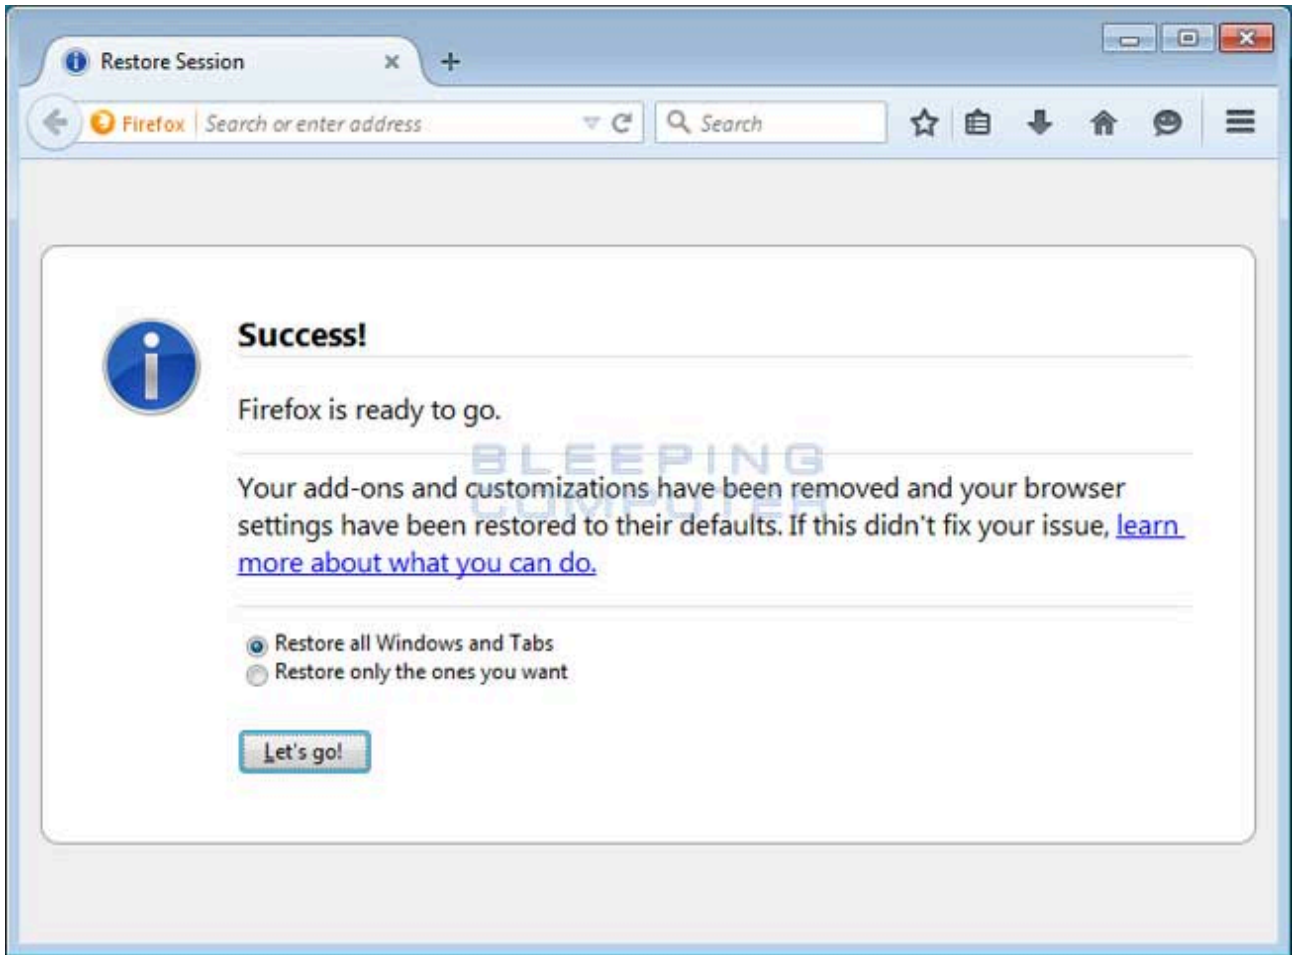 Restore Session
Firefox Search or enter address Search
Success!
Firefox is ready to go.
BLEEPING
COMPUTER
Your add-ons and customizations have been removed and your browser
settings have been restored to their defaults. If this didn't fix your issue, learn
more about what you can do.
Restore all Windows and Tabs
Restore only the ones you want
Let's go!